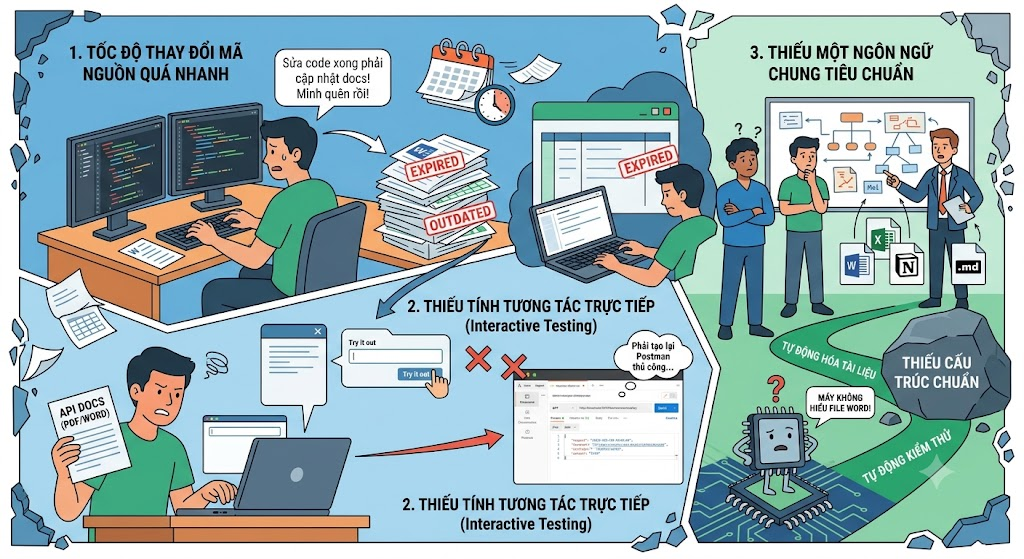 1. TỐC ĐỘ THAY ĐỔI MÃ
NGUỒN QUÁ NHANH
Sửa code xong phải
cập nhật docs!
Mình quên rồi!
W
EXPIRED
OUTDATED
EXPIRED
2. THIẾU TÍNH TƯƠNG TÁC TRỰC TIẾP
(Interactive Testing)
API DOCS
(PDF/WORD)
Try it out
Try it out
Phải tạo lại
Postman
thủ công...
2. THIẾU TÍNH TƯƠNG TÁC TRỰC TIẾP
(Interactive Testing)
3. THIẾU MỘT NGÔN NGỮ
CHUNG TIÊU CHUẨN
? ?
Mel
W
X
N
.md
TỰ ĐỘNG HÓA TÀI LIỆU
THIẾU CẤU
TRÚC CHUẨN
?
MÁY KHÔNG
HIỂU FILE WORD!
TỰ ĐỘNG KIỂM THỬ